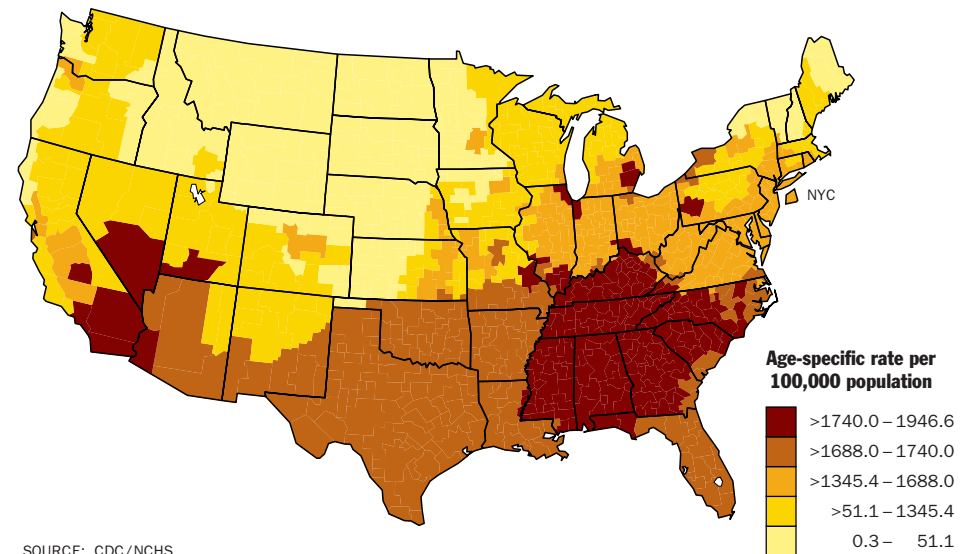 NYC
Age-specific rate per
100,000 population
>1740.0 – 1946.6
>1688.0 – 1740.0
>1345.4 – 1688.0
>51.1 – 1345.4
0.3 – 51.1
SOURCE: CDC/NCHS